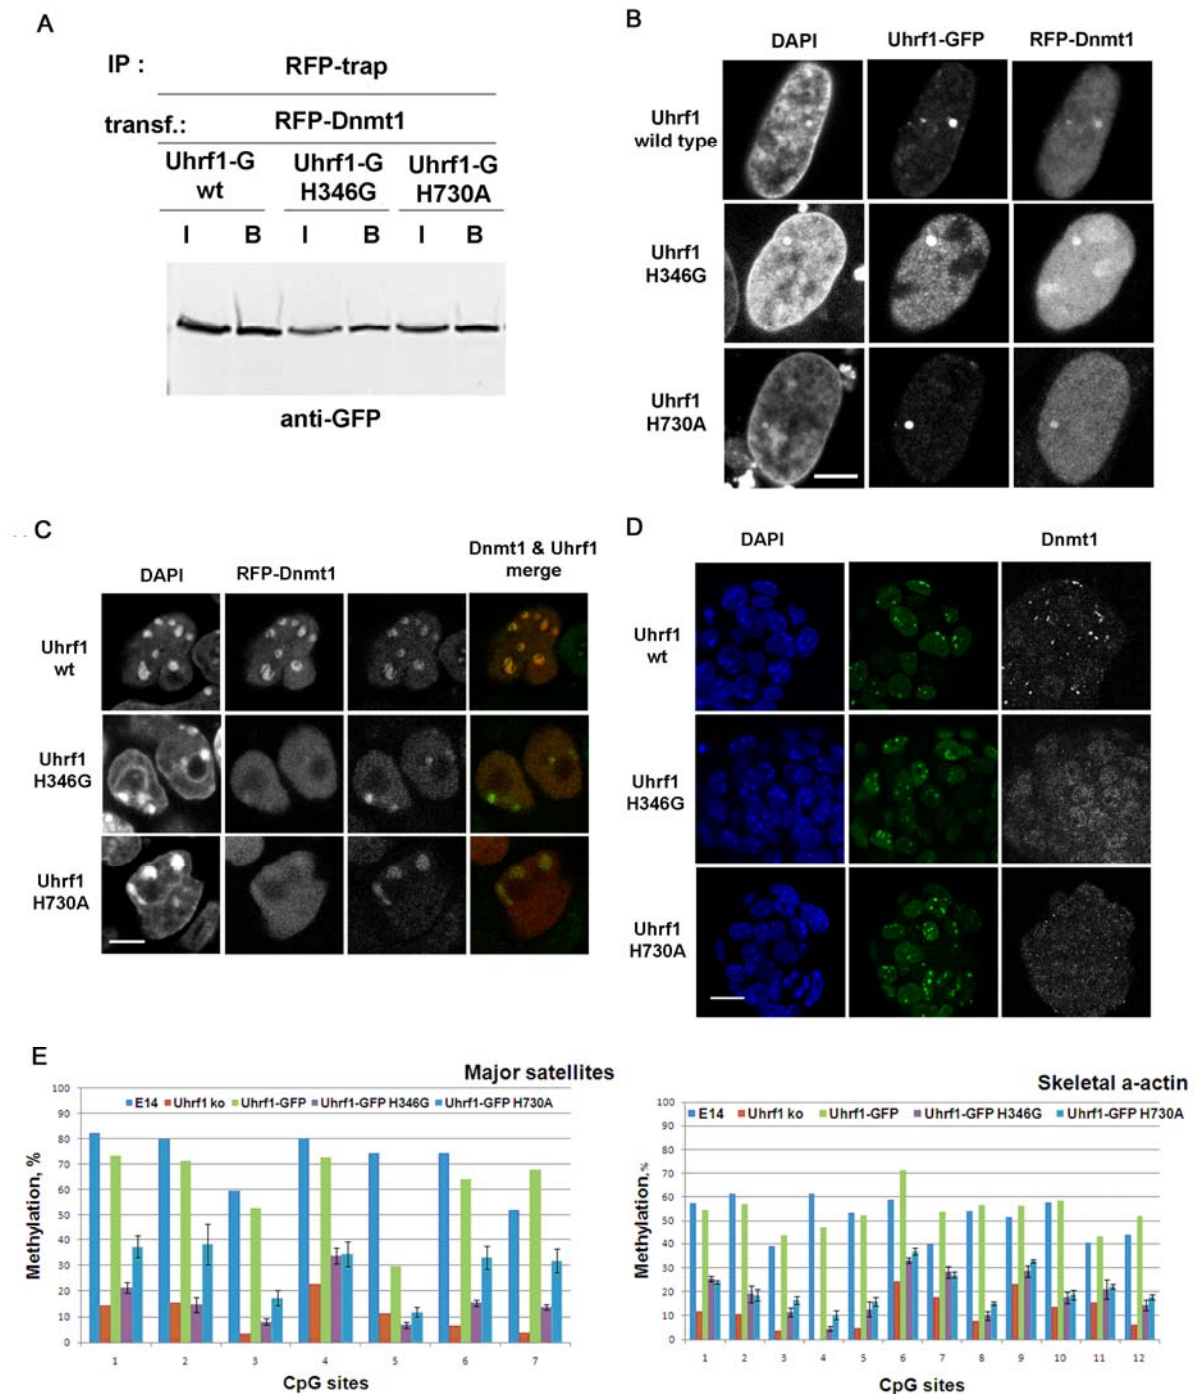 A
IP :
RFP-trap
transf.:
RFP-Dnmt1
Uhrf1-G
wt
Uhrf1-G
H346G
Uhrf1-G
H730A
I B I B I B
anti-GFP
B
DAPI Uhrf1-GFP RFP-Dnmt1
Uhrf1
wild type
Uhrf1
H346G
Uhrf1
H730A
C
DAPI RFP-Dnmt1 Dnmt1 & Uhrf1
merge
Uhrf1
wt
Uhrf1
H346G
Uhrf1
H730A
D
DAPI Dnmt1
Uhrf1
wt
Uhrf1
H346G
Uhrf1
H730A
E
Major satellites
E14 Uhrf1 ko Uhrf1-GFP Uhrf1-GFP H346G Uhrf1-GFP H730A
Methylation, %
100
90
80
70
60
50
40
30
20
10
0
1 2 3 4 5 6 7
CpG sites
Skeletal a-actin
E14 Uhrf1 ko Uhrf1-GFP Uhrf1-GFP H346G Uhrf1-GFP H730A
Methylation, %
100
90
80
70
60
50
40
30
20
10
0
1 2 3 4 5 6 7 8 9 10 11 12
CpG sites